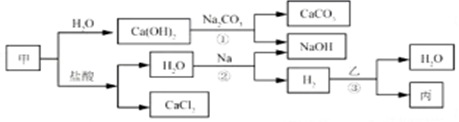 H₂O Ca(OH)₂ Na₂CO₃ ① CaCO₃
NaOH
甲
盐酸 H₂O Na ② H₂ 乙 ③ H₂O
丙
CaCl₂